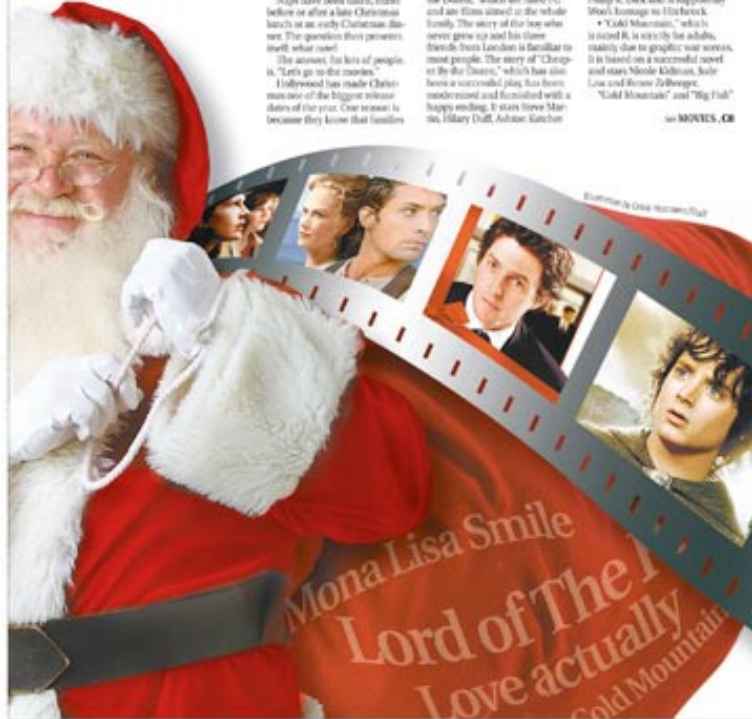 before or after a late Christmas
lunch or an early Christmas din-
ner. The question then presents
itself: what now?
The answer, for lots of people,
is, "Let's go to the movies."
Hollywood has made Christ-
mas one of the biggest release
dates of the year. One reason is
because they know that families
and are films aimed at the whole
family. The story of the boy who
never grew up and his three
friends from London is familiar to
most people. The story of "Cheap-
er By the Dozen," which has also
been a successful play, has been
modernized and furnished with a
happy ending. It stars Steve Mar-
tin, Hilary Duff, Ashton Kutcher
Woo's homage to Hitchcock.
• "Cold Mountain," which
is rated R, is strictly for adults,
mainly due to graphic war scenes.
It is based on a successful novel
and stars Nicole Kidman, Jude
Law and Renee Zellweger.
"Cold Mountain" and "Big Fish"
see MOVIES, C8
Mona Lisa Smile
Lord of The
Love actually
Cold Mountain